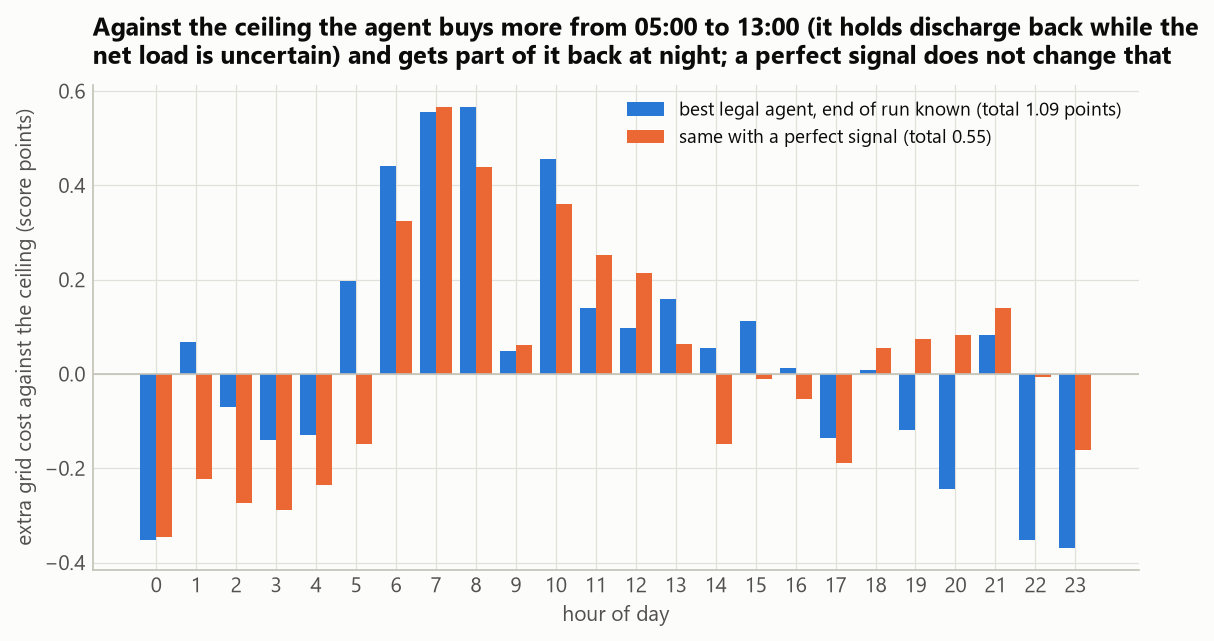 Against the ceiling the agent buys more from 05:00 to 13:00 (it holds discharge back while the
net load is uncertain) and gets part of it back at night; a perfect signal does not change that
best legal agent, end of run known (total 1.09 points)
same with a perfect signal (total 0.55)
extra grid cost against the ceiling (score points)
0.6
0.4
0.2
0.0
−0.2
−0.4
0 1 2 3 4 5 6 7 8 9 10 11 12 13 14 15 16 17 18 19 20 21 22 23
hour of day